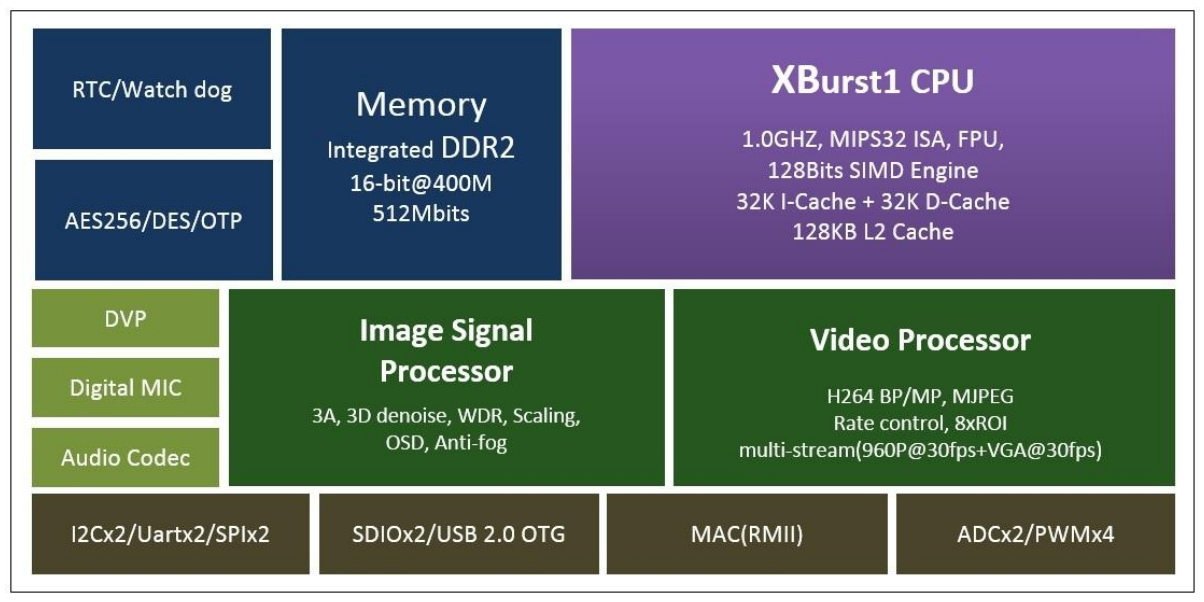 RTC/Watch dog
AES256/DES/OTP
Memory
Integrated DDR2
16-bit@400M
512Mbits
XBurst1 CPU
1.0GHZ, MIPS32 ISA, FPU,
128Bits SIMD Engine
32K I-Cache + 32K D-Cache
128KB L2 Cache
DVP
Digital MIC
Audio Codec
Image Signal
Processor
3A, 3D denoise, WDR, Scaling,
OSD, Anti-fog
Video Processor
H264 BP/MP, MJPEG
Rate control, 8xROI
multi-stream(960P@30fps+VGA@30fps)
I2Cx2/Uartx2/SPIx2
SDIOx2/USB 2.0 OTG
MAC(RMII)
ADCx2/PWMx4